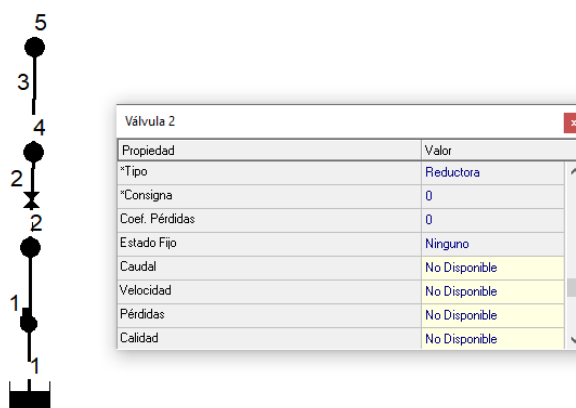 5
3
4
2
2
1
1
Válvula 2
x
Propiedad Valor
*Tipo Reductora
*Consigna 0
Coef. Pérdidas 0
Estado Fijo Ninguno
Caudal No Disponible
Velocidad No Disponible
Pérdidas No Disponible
Calidad No Disponible